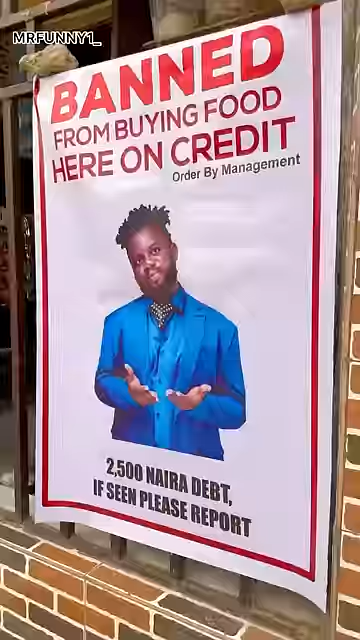 MRFUNNY1_
BANNED
FROM BUYING FOOD
HERE ON CREDIT
Order By Management
2,500 NAIRA DEBT,
IF SEEN PLEASE REPORT